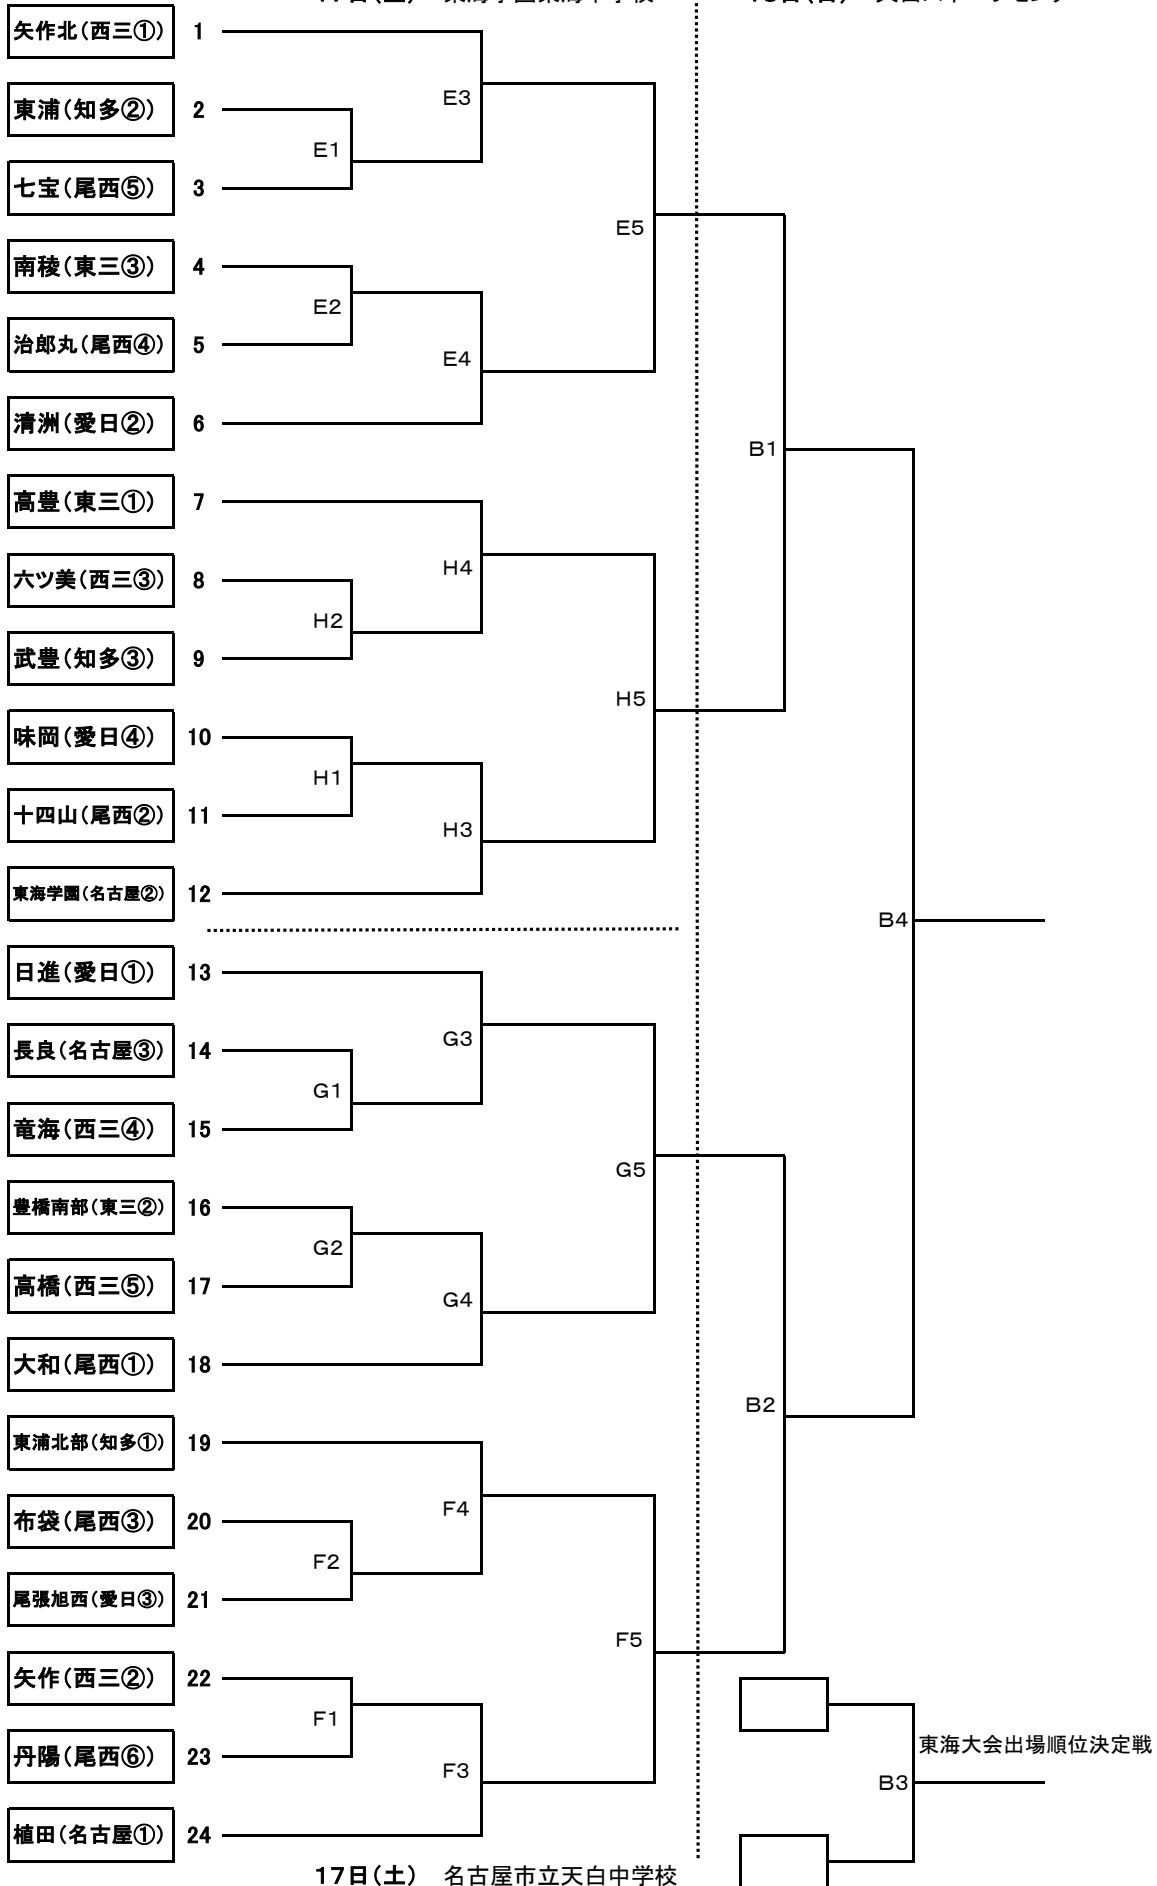 矢作北（西三①） 1
E3
東浦（知多②） 2
E1
七宝（尾西⑤） 3
E5
南稜（東三③） 4
E2
治郎丸（尾西④） 5
E4
清洲（愛日②） 6
B1
高豊（東三①） 7
H4
六ツ美（西三③） 8
H2
武豊（知多③） 9
H5
味岡（愛日④） 10
H1
十四山（尾西②） 11
H3
東海学園（名古屋②） 12
B4
日進（愛日①） 13
G3
長良（名古屋③） 14
G1
竜海（西三④） 15
G5
豊橋南部（東三②） 16
G2
高橋（西三⑤） 17
G4
大和（尾西①） 18
B2
東浦北部（知多①） 19
F4
布袋（尾西③） 20
F2
尾張旭西（愛日③） 21
F5
矢作（西三②） 22
F1
丹陽（尾西⑥） 23
東海大会出場順位決定戦
F3
B3
植田（名古屋①） 24
17日（土） 名古屋市立天白中学校